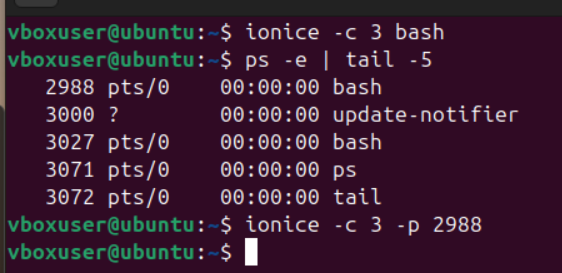 vboxuser@ubuntu:~$ ionice -c 3 bash
vboxuser@ubuntu:~$ ps -e | tail -5
2988 pts/0 00:00:00 bash
3000 ? 00:00:00 update-notifier
3027 pts/0 00:00:00 bash
3071 pts/0 00:00:00 ps
3072 pts/0 00:00:00 tail
vboxuser@ubuntu:~$ ionice -c 3 -p 2988
vboxuser@ubuntu:~$